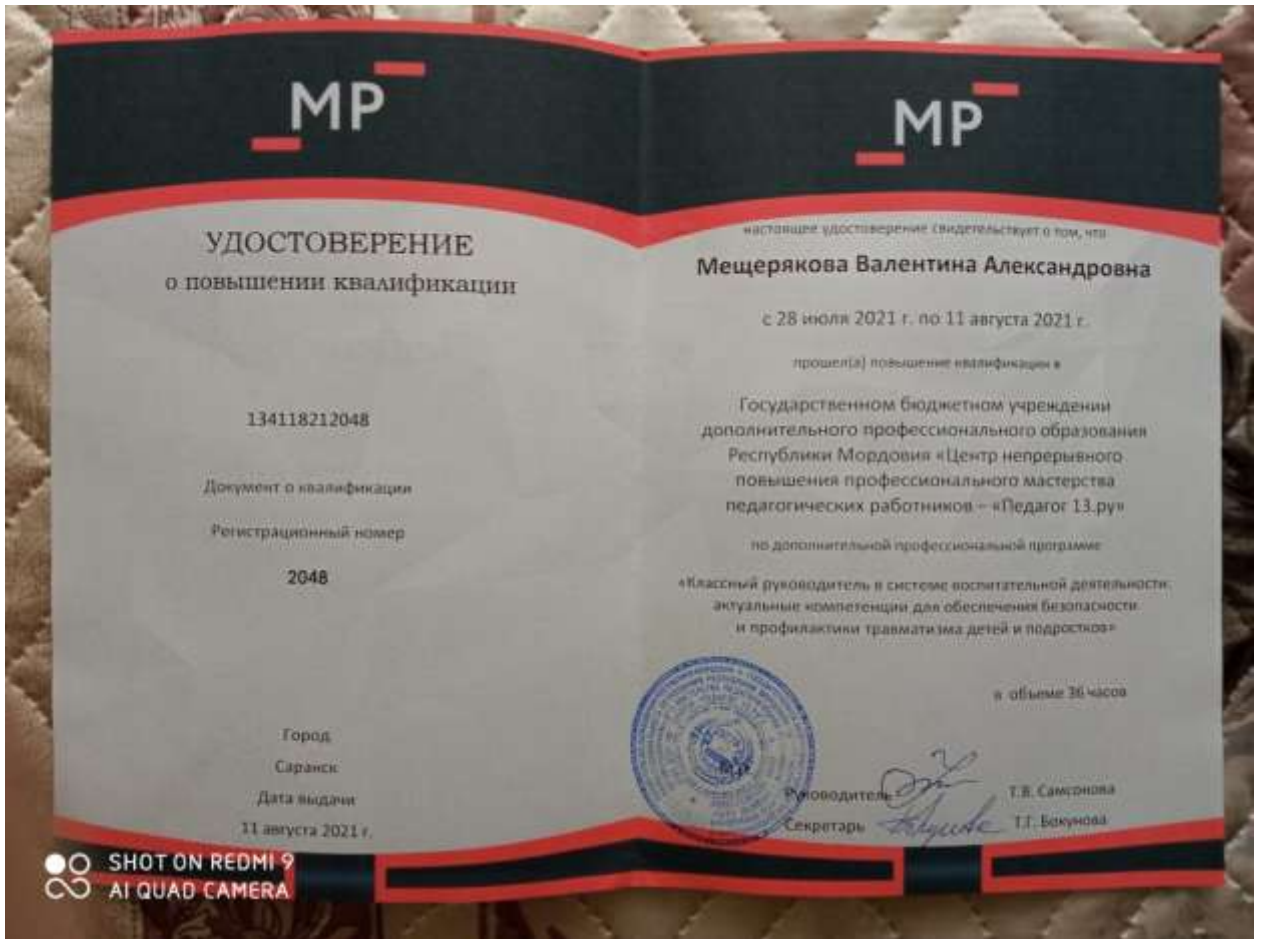 МР
УДОСТОВЕРЕНИЕ
о повышении квалификации
134118212048
Документ о квалификации
Регистрационный номер
2048
Город
Саранск
Дата выдачи
11 августа 2021 г.
МР
настоящее удостоверение свидетельствует о том, что
Мещерякова Валентина Александровна
с 28 июля 2021 г. по 11 августа 2021 г.
прошел(а) повышение квалификации в
Государственном бюджетном учреждении
дополнительного профессионального образования
Республики Мордовия «Центр непрерывного
повышения профессионального мастерства
педагогических работников – «Педагог 13.ру»
по дополнительной профессиональной программе
«Классный руководитель в системе воспитательной деятельности:
актуальные компетенции для обеспечения безопасности
и профилактики травматизма детей и подростков»
в объеме 36 часов
М.П.
Руководитель Т.В. Самсонова
Секретарь Т.Г. Бокунова
SHOT ON REDMI 9
AI QUAD CAMERA